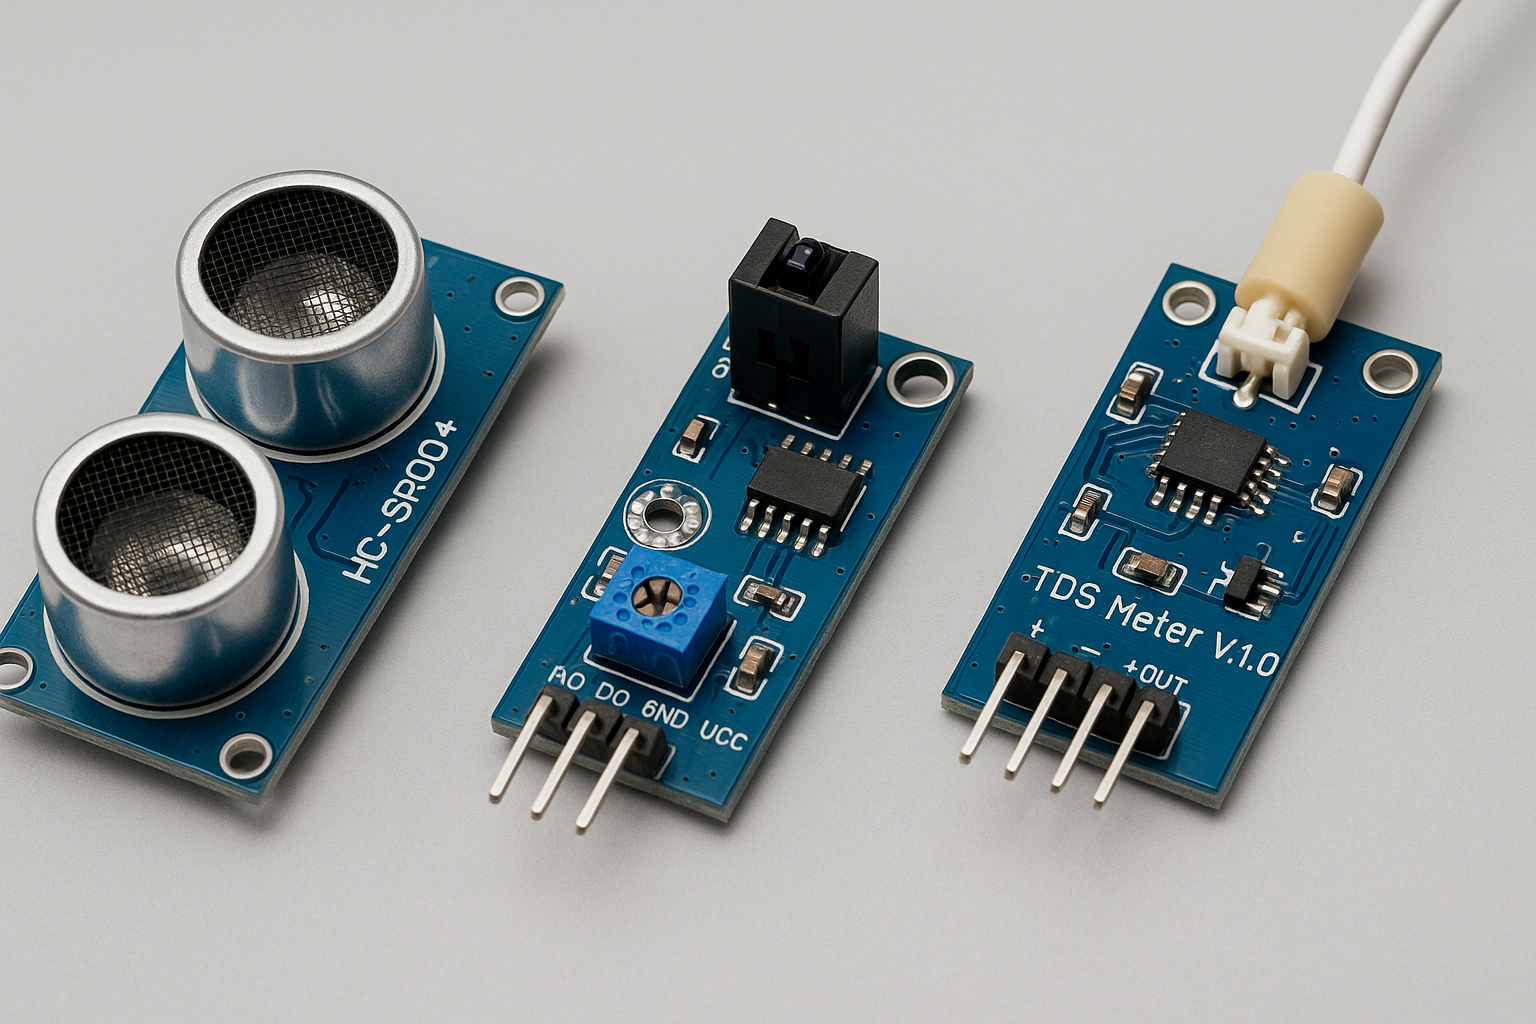 HC-SR004
AO DO 6ND UCC
TDS Meter V.1.0
+ - +OUT